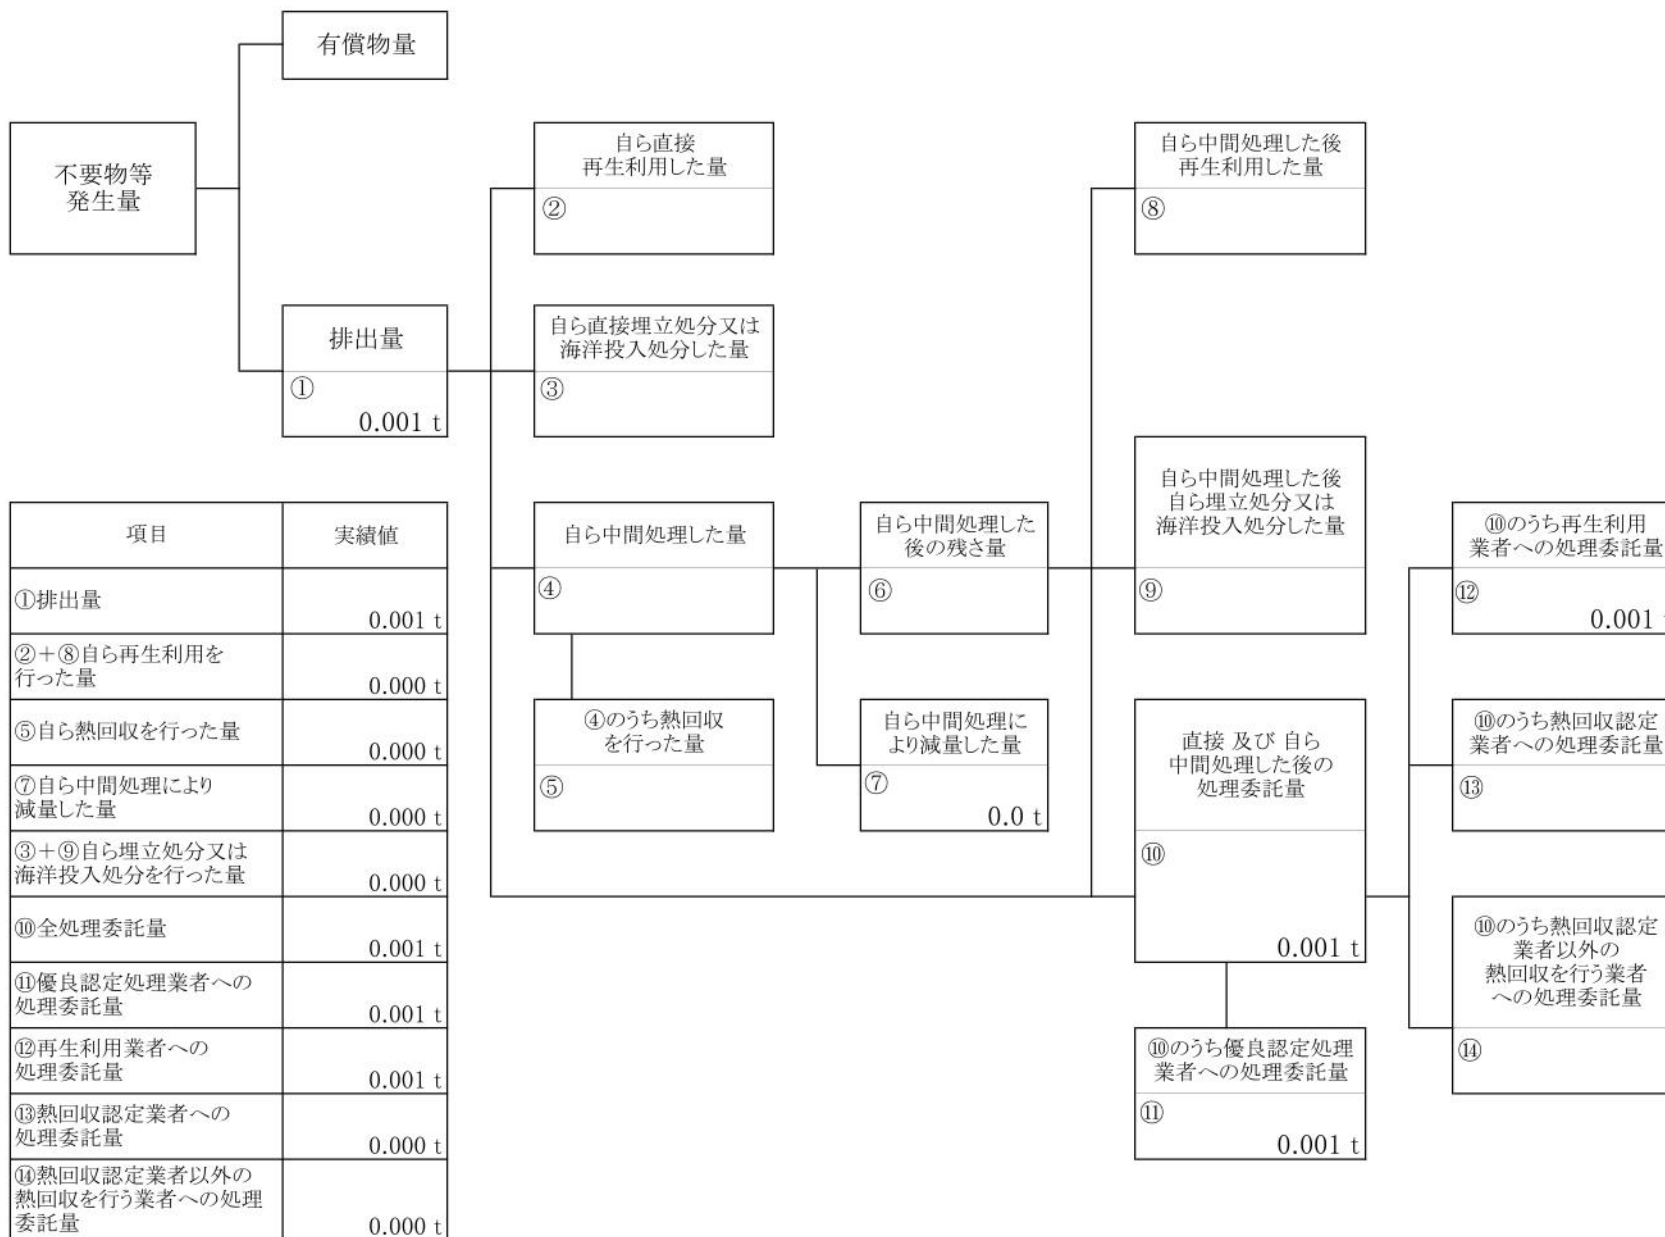 有償物量
不要物等
発生量
自ら直接
再生利用した量
②
自ら中間処理した後
再生利用した量
⑧
排出量
①
0.001 t
自ら直接埋立処分又は
海洋投入処分した量
③
項目
実績値
①排出量
0.001 t
②+⑧自ら再生利用を
行った量
0.000 t
⑤自ら熱回収を行った量
0.000 t
⑦自ら中間処理により
減量した量
0.000 t
③+⑨自ら埋立処分又は
海洋投入処分を行った量
0.000 t
⑩全処理委託量
0.001 t
⑪優良認定処理業者への
処理委託量
0.001 t
⑫再生利用業者への
処理委託量
0.001 t
⑬熱回収認定業者への
処理委託量
0.000 t
⑭熱回収認定業者以外の
熱回収を行う業者への処理
委託量
0.000 t
自ら中間処理した量
④
④のうち熱回収
を行った量
⑤
自ら中間処理した
後の残さ量
⑥
自ら中間処理に
より減量した量
⑦
0.0 t
自ら中間処理した後
自ら埋立処分又は
海洋投入処分した量
⑨
直接 及び 自ら
中間処理した後の
処理委託量
⑩
0.001 t
⑩のうち優良認定処理
業者への処理委託量
⑪
0.001 t
⑩のうち再生利用
業者への処理委託量
⑫
0.001 t
⑩のうち熱回収認定
業者への処理委託量
⑬
⑩のうち熱回収認定
業者以外の
熱回収を行う業者
への処理委託量
⑭